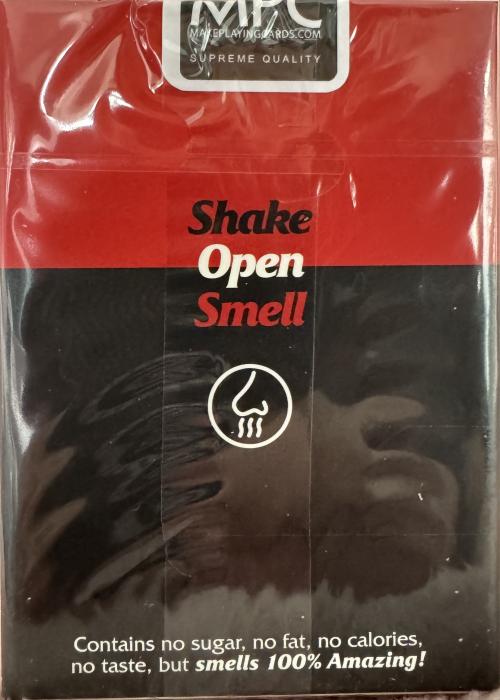 MPC
MAKEPLAYINGCARDS.COM
SUPREME QUALITY
Shake
Open
Smell
Contains no sugar, no fat, no calories,
no taste, but smells 100% Amazing!